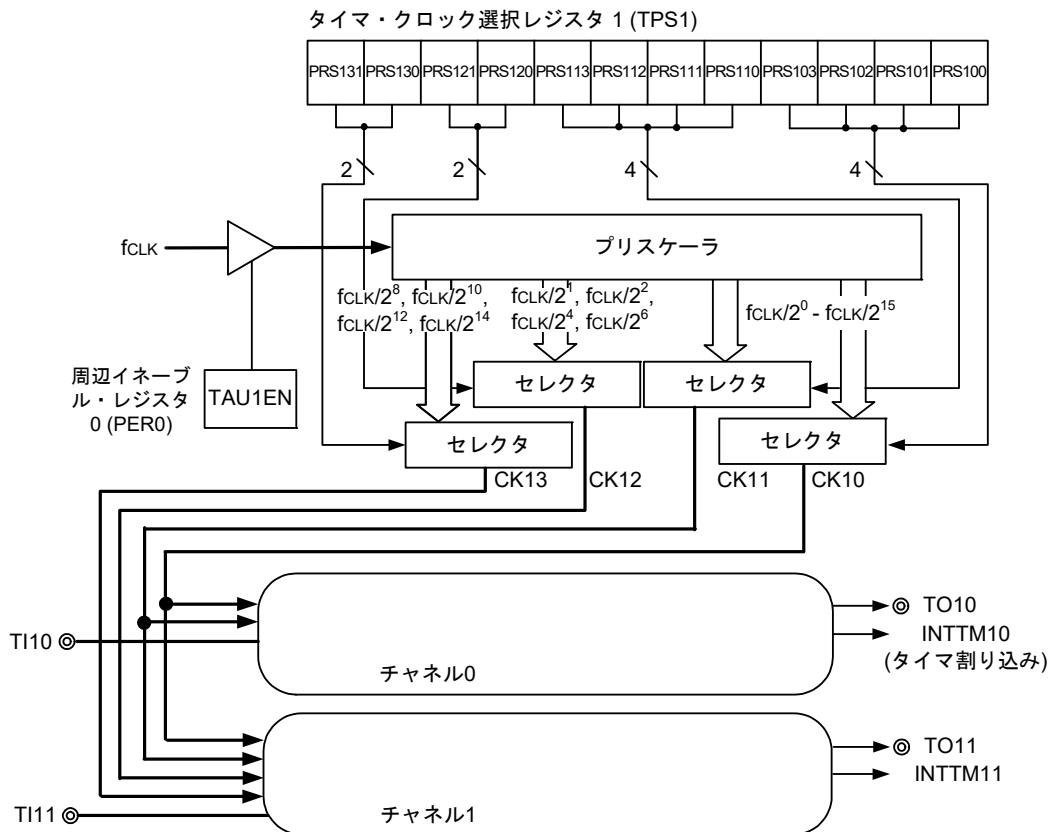 タイマ・クロック選択レジスタ 1 (TPS1)
PRS131 PRS130 PRS121 PRS120 PRS113 PRS112 PRS111 PRS110 PRS103 PRS102 PRS101 PRS100
2 2 4 4
fCLK
プリスケーラ
fCLK/2^8, fCLK/2^10,
fCLK/2^12, fCLK/2^14
fCLK/2^1, fCLK/2^2,
fCLK/2^4, fCLK/2^6
fCLK/2^0 - fCLK/2^15
周辺イネーブ
ル・レジスタ
0 (PER0)
TAU1EN
セレクタ
セレクタ
セレクタ
セレクタ
CK13 CK12 CK11 CK10
TI10
チャネル0
TO10
INTTM10
(タイマ割り込み)
TI11
チャネル1
TO11
INTTM11